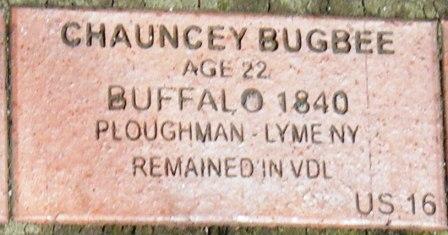 CHAUNCEY BUGBEE
AGE 22
BUFFALO 1840
PLOUGHMAN - LYME NY
REMAINED IN VDL
US 16